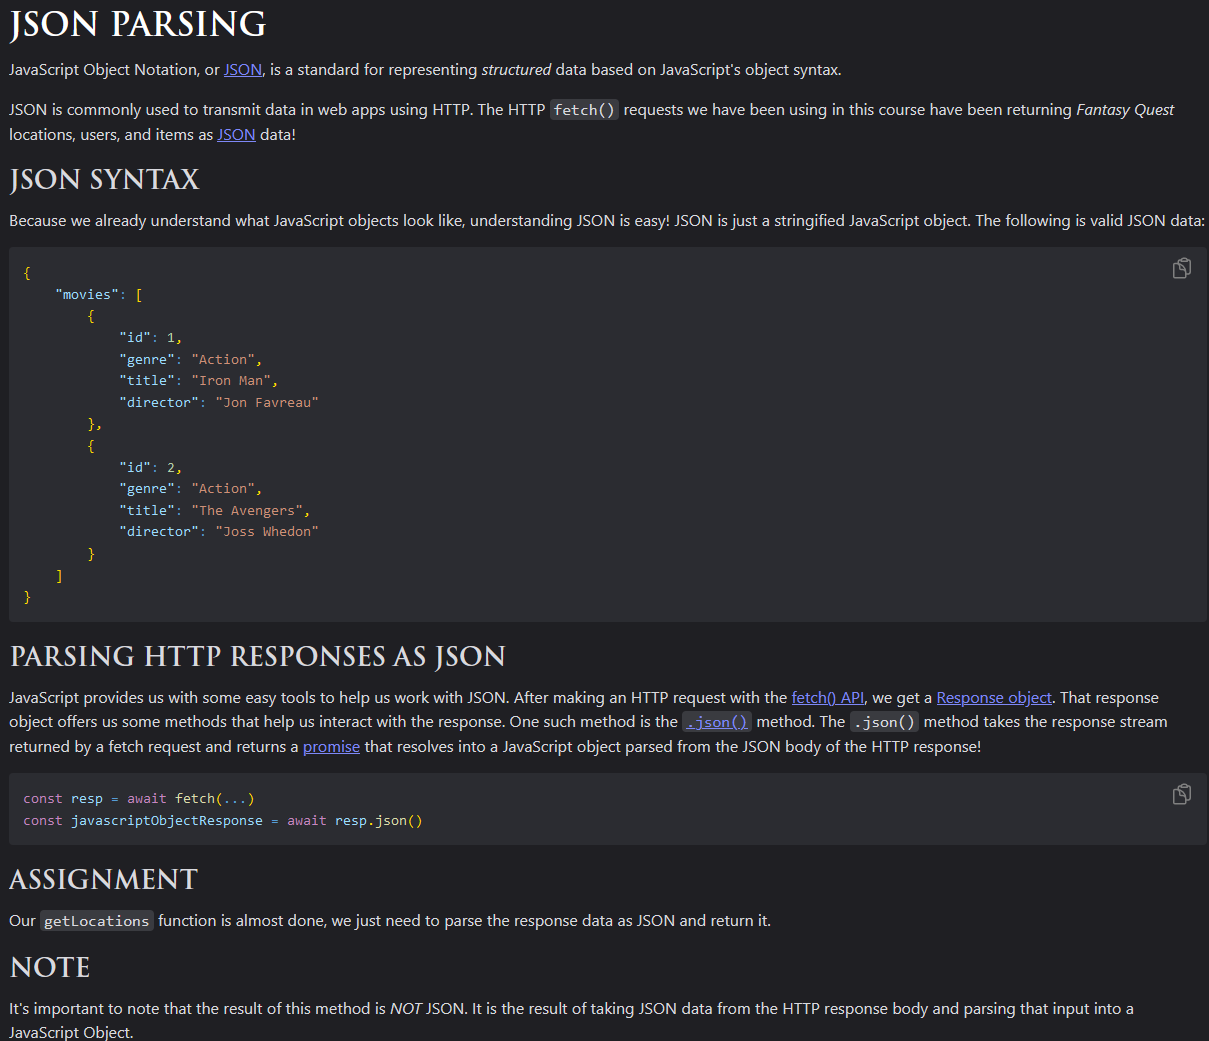 JSON PARSING
JavaScript Object Notation, or JSON, is a standard for representing structured data based on JavaScript's object syntax.
JSON is commonly used to transmit data in web apps using HTTP. The HTTP fetch() requests we have been using in this course have been returning Fantasy Quest
locations, users, and items as JSON data!
JSON SYNTAX
Because we already understand what JavaScript objects look like, understanding JSON is easy! JSON is just a stringified JavaScript object. The following is valid JSON data:
{
    "movies": [
        {
            "id": 1,
            "genre": "Action",
            "title": "Iron Man",
            "director": "Jon Favreau"
        },
        {
            "id": 2,
            "genre": "Action",
            "title": "The Avengers",
            "director": "Joss Whedon"
        }
    ]
}
PARSING HTTP RESPONSES AS JSON
JavaScript provides us with some easy tools to help us work with JSON. After making an HTTP request with the fetch() API, we get a Response object. That response
object offers us some methods that help us interact with the response. One such method is the .json() method. The .json() method takes the response stream
returned by a fetch request and returns a promise that resolves into a JavaScript object parsed from the JSON body of the HTTP response!
const resp = await fetch(...)
const javascriptObjectResponse = await resp.json()
ASSIGNMENT
Our getLocations function is almost done, we just need to parse the response data as JSON and return it.
NOTE
It's important to note that the result of this method is NOT JSON. It is the result of taking JSON data from the HTTP response body and parsing that input into a
JavaScript Object.